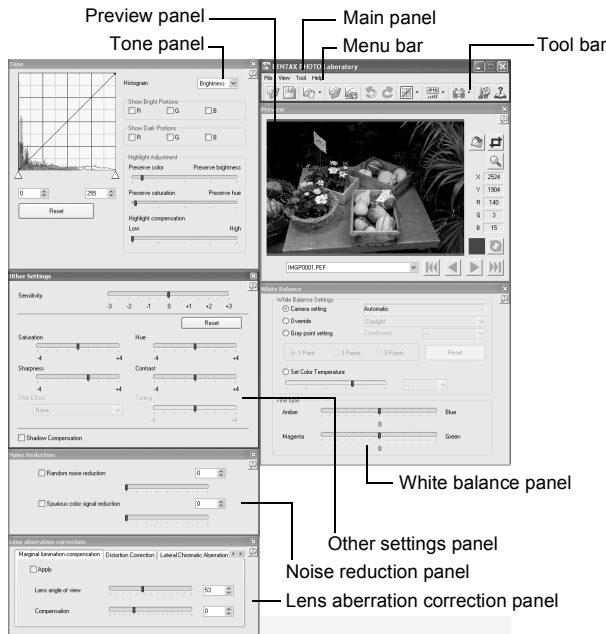 Preview panel
Main panel
Tone panel
Menu bar
Tool bar
Tone
Histogram
Brightness
Show Bright Portions
R G B
Show Dark Portions
R G B
Highlight Adjustment
Preserve color Preserve brightness
Preserve saturation Preserve hue
Highlight compensation
Low High
0 255
Reset
PENTAX PHOTO Laboratory
File View Tool Help
JPEG
Preview
X 2524
Y 1904
R 140
G 3
B 15
IMGP0001.PEF
Other Settings
Sensitivity
-3 -2 -1 0 +1 +2 +3
Reset
Saturation Hue
-4 +4 -4 +4
Sharpness Contrast
-4 +4 -4 +4
Filter Effect Toning
None
-4 +4
Shadow Compensation
White Balance
White Balance Settings
Camera setting Automatic
Override Daylight
Gray point setting Coordinates ---
1 Point 3 Points 5 Points Reset
Set Color Temperature
---
Fine Tune
Amber Blue
0
Magenta Green
0
White balance panel
Noise Reduction
Random noise reduction 0
Spurious color signal reduction 0
Other settings panel
Noise reduction panel
Lens aberration correction
Marginal lumination compensation Distortion Correction Lateral Chromatic Aberration
Apply
Lens angle of view 53
Compensation 0
Lens aberration correction panel